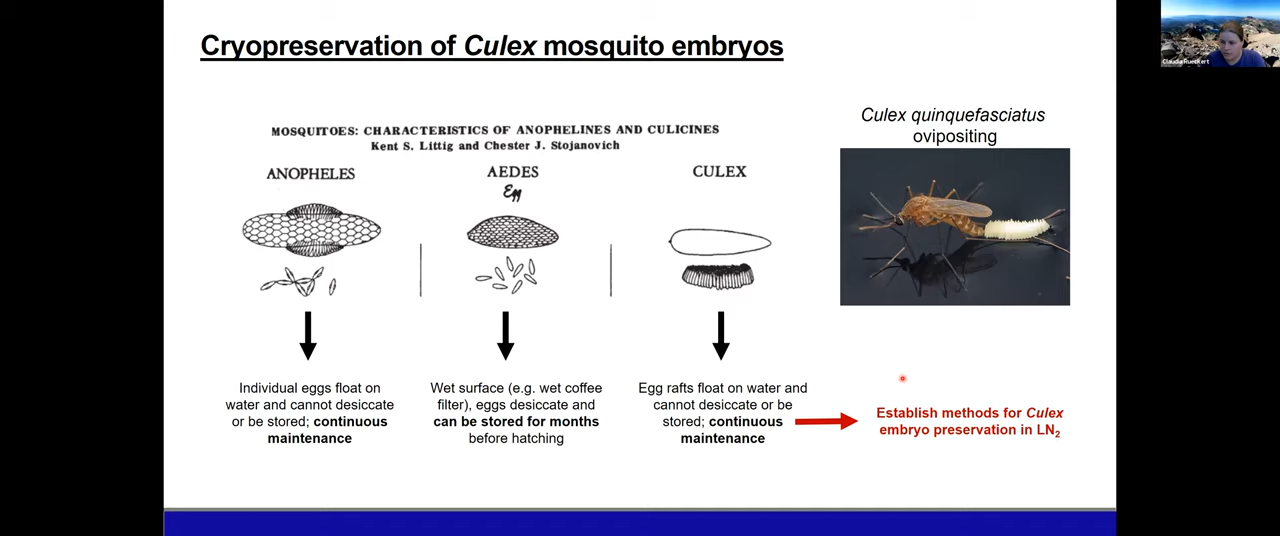 Cryopreservation of Culex mosquito embryos
Claudia Rueckert
MOSQUITOES: CHARACTERISTICS OF ANOPHELINES AND CULICINES
Kent S. Littig and Chester J. Stojanovich
ANOPHELES
AEDES
Egg
CULEX
Culex quinquefasciatus
ovipositing
Individual eggs float on
water and cannot desiccate
or be stored; continuous
maintenance
Wet surface (e.g. wet coffee
filter), eggs desiccate and
can be stored for months
before hatching
Egg rafts float on water and
cannot desiccate or be
stored; continuous
maintenance
Establish methods for Culex
embryo preservation in LN2